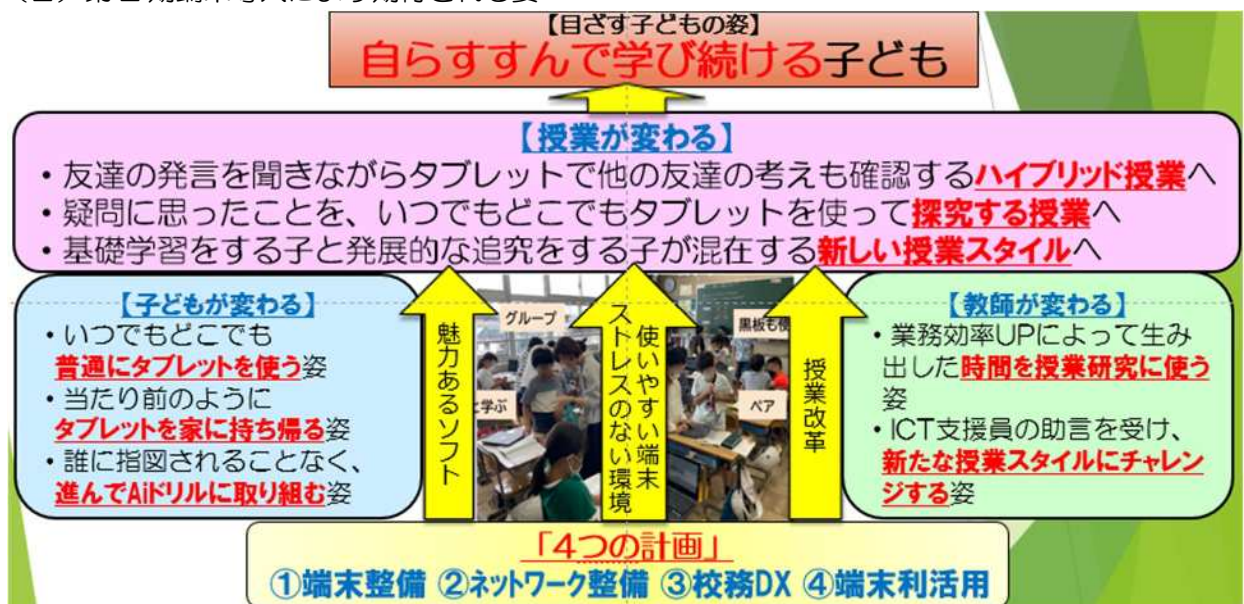 【目ざす子どもの姿】
自らすすんで学び続ける子ども
【授業が変わる】
・友達の発言を聞きながらタブレットで他の友達の考えも確認するハイブリッド授業へ
・疑問に思ったことを、いつでもどこでもタブレットを使って探究する授業へ
・基礎学習をする子と発展的な追究をする子が混在する新しい授業スタイルへ
【子どもが変わる】
・いつでもどこでも
普通にタブレットを使う姿
・当たり前のように
タブレットを家に持ち帰る姿
・誰に指図されることなく、
進んでAiドリルに取り組む姿
魅力あるソフト
グループ
と学ぶ
使いやすい端末
ストレスのない環境
黒板も使
ペア
授業改革
【教師が変わる】
・業務効率UPによって生み
出した時間を授業研究に使う
姿
・ICT支援員の助言を受け、
新たな授業スタイルにチャレン
ジする姿
「4つの計画」
①端末整備 ②ネットワーク整備 ③校務DX ④端末利活用